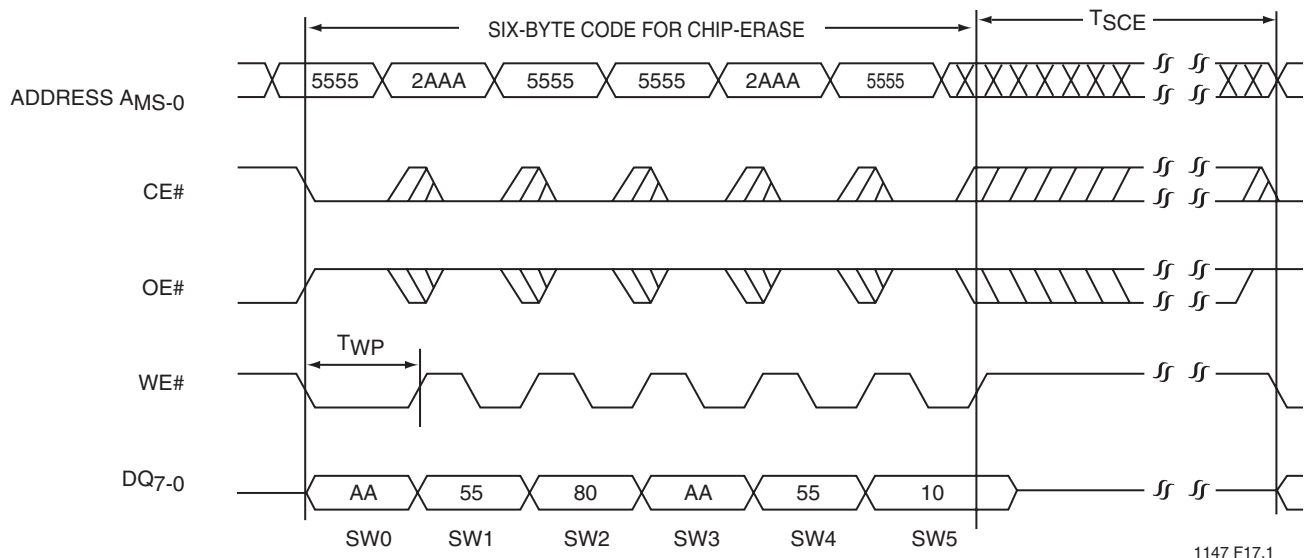 SIX-BYTE CODE FOR CHIP-ERASE
TSCE
ADDRESS AMS-0
5555 2AAA 5555 5555 2AAA 5555
CE#
OE#
TWP
WE#
DQ7-0
AA 55 80 AA 55 10
SW0 SW1 SW2 SW3 SW4 SW5
1147 F17.1